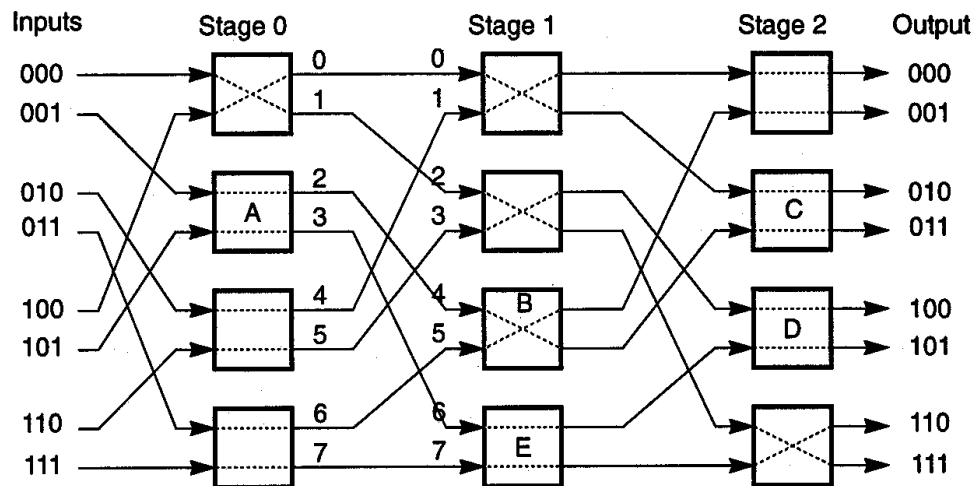 Inputs Stage 0 Stage 1 Stage 2 Output
000 0 0 000
001 1 1 001
010 2 2 010
A 3 3 C
011 011
100 4 4 B 100
101 5 5 D 101
110 6 6 110
E
111 7 7 111